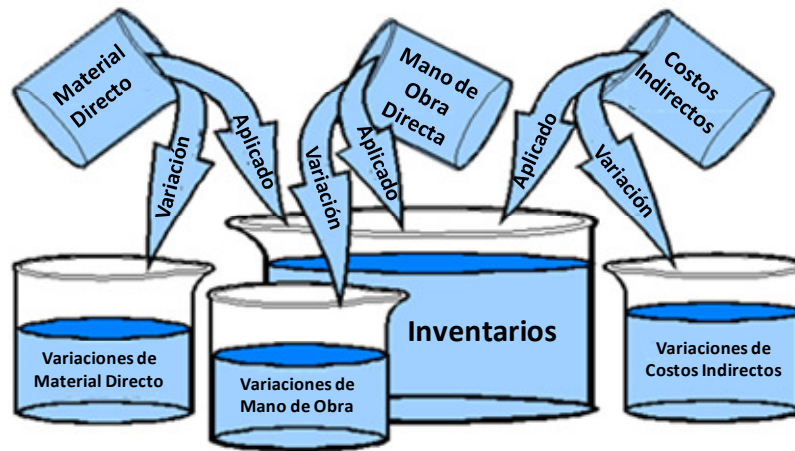 Material
Directo
Mano de
Obra
Directa
Costos
Indirectos
Variación
Aplicado
Variación
Aplicado
Aplicado
Variación
Inventarios
Variaciones de
Material Directo
Variaciones de
Mano de Obra
Variaciones de
Costos Indirectos